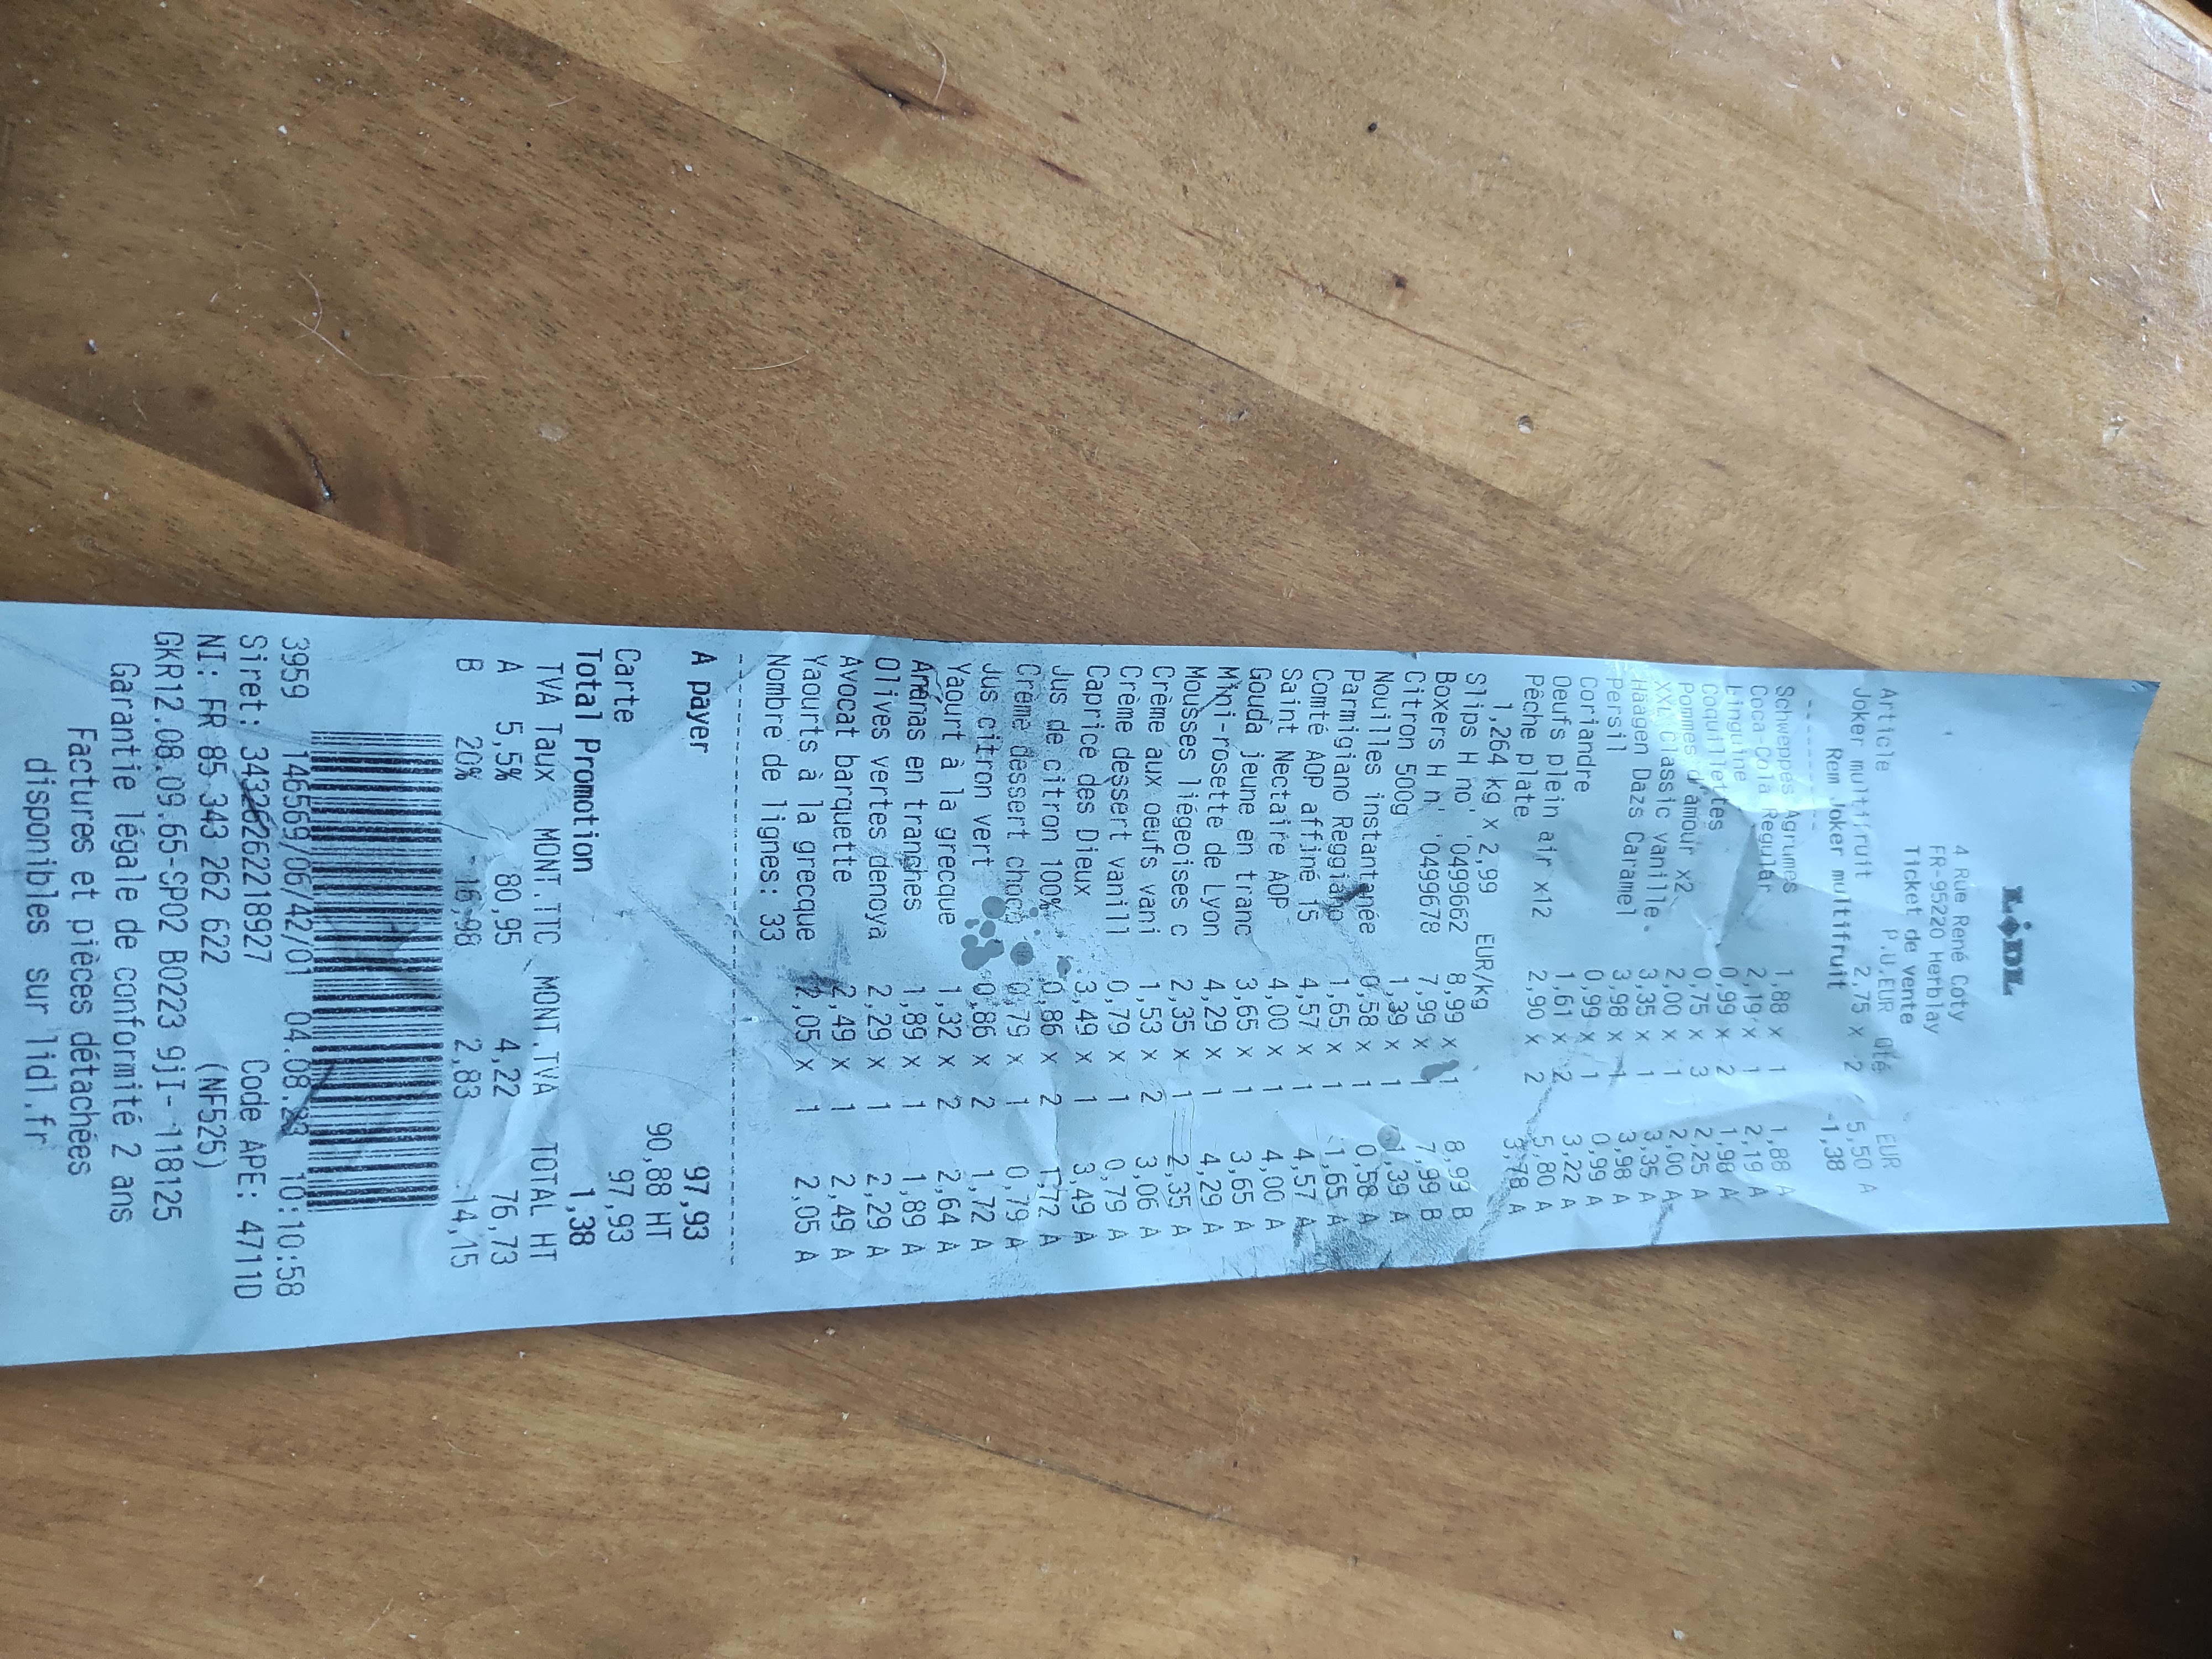 LIDL
4 Rue René Coty
FR-95220 Herblay
Ticket de vente
Article P.U.EUR Qté EUR
Joker multifruit 2,75 x 2 5,50 A
Rem Joker multifruit -1,38
----------
Schweppes Agrumes 1,88 x 1 1,88 A
Coca-Cola Regular 2,19 x 1 2,19 A
Linguine 0,99 x 2 1,98 A
Coquillettes 0,75 x 3 2,25 A
Pommes d'amour x2 2,00 x 1 2,00 A
XXL Classic vanille 3,35 x 1 3,35 A
Häagen Dazs Caramel 3,98 x 1 3,98 A
Persil 0,99 x 1 0,99 A
Coriandre 1,61 x 2 3,22 A
Oeufs plein air x12 2,90 x 2 5,80 A
Pêche plate 3,78 A
1,264 kg x 2,99 EUR/kg
Slips H no' '0499662 8,99 x 1 8,99 B
Boxers H n' '0499678 7,99 x 1 7,99 B
Citron 500g 1,39 x 1 1,39 A
Nouilles instantanée 0,58 x 1 0,58 A
Parmigiano Reggiano 1,65 x 1 1,65 A
Comté AOP affiné 15 4,57 x 1 4,57 A
Saint Nectaire AOP 4,00 x 1 4,00 A
Gouda jeune en tranc 3,65 x 1 3,65 A
Mini-rosette de Lyon 4,29 x 1 4,29 A
Mousses liégeoises c 2,35 x 1 2,35 A
Crème aux oeufs vani 1,53 x 2 3,06 A
Crème dessert vanill 0,79 x 1 0,79 A
Caprice des Dieux 3,49 x 1 3,49 A
Jus de citron 100% 0,86 x 2 1,72 A
Crème dessert choco 0,79 x 1 0,79 A
Jus citron vert 0,86 x 2 1,72 A
Yaourt à la grecque 1,32 x 2 2,64 A
Ananas en tranches 1,89 x 1 1,89 A
Olives vertes denoya 2,29 x 1 2,29 A
Avocat barquette 2,49 x 1 2,49 A
Yaourts à la grecque 2,05 x 1 2,05 A
Nombre de lignes: 33
----------
A payer 97,93
90,88 HT
Carte 97,93
Total Promotion 1,38
TVA Taux MONT.TTC MONT.TVA TOTAL HT
A 5,5% 80,95 4,22 76,73
B 20% 16,98 2,83 14,15
3959 146569/06/42/01 04.08.23 10:10:58
Siret: 34326262218927 Code APE: 4711D
NI: FR 85 343 262 622 (NF525)
GKR12.08.09.65-SP02 B0223 9jI- 118125
Garantie légale de conformité 2 ans
Factures et pièces détachées
disponibles sur lidl.fr